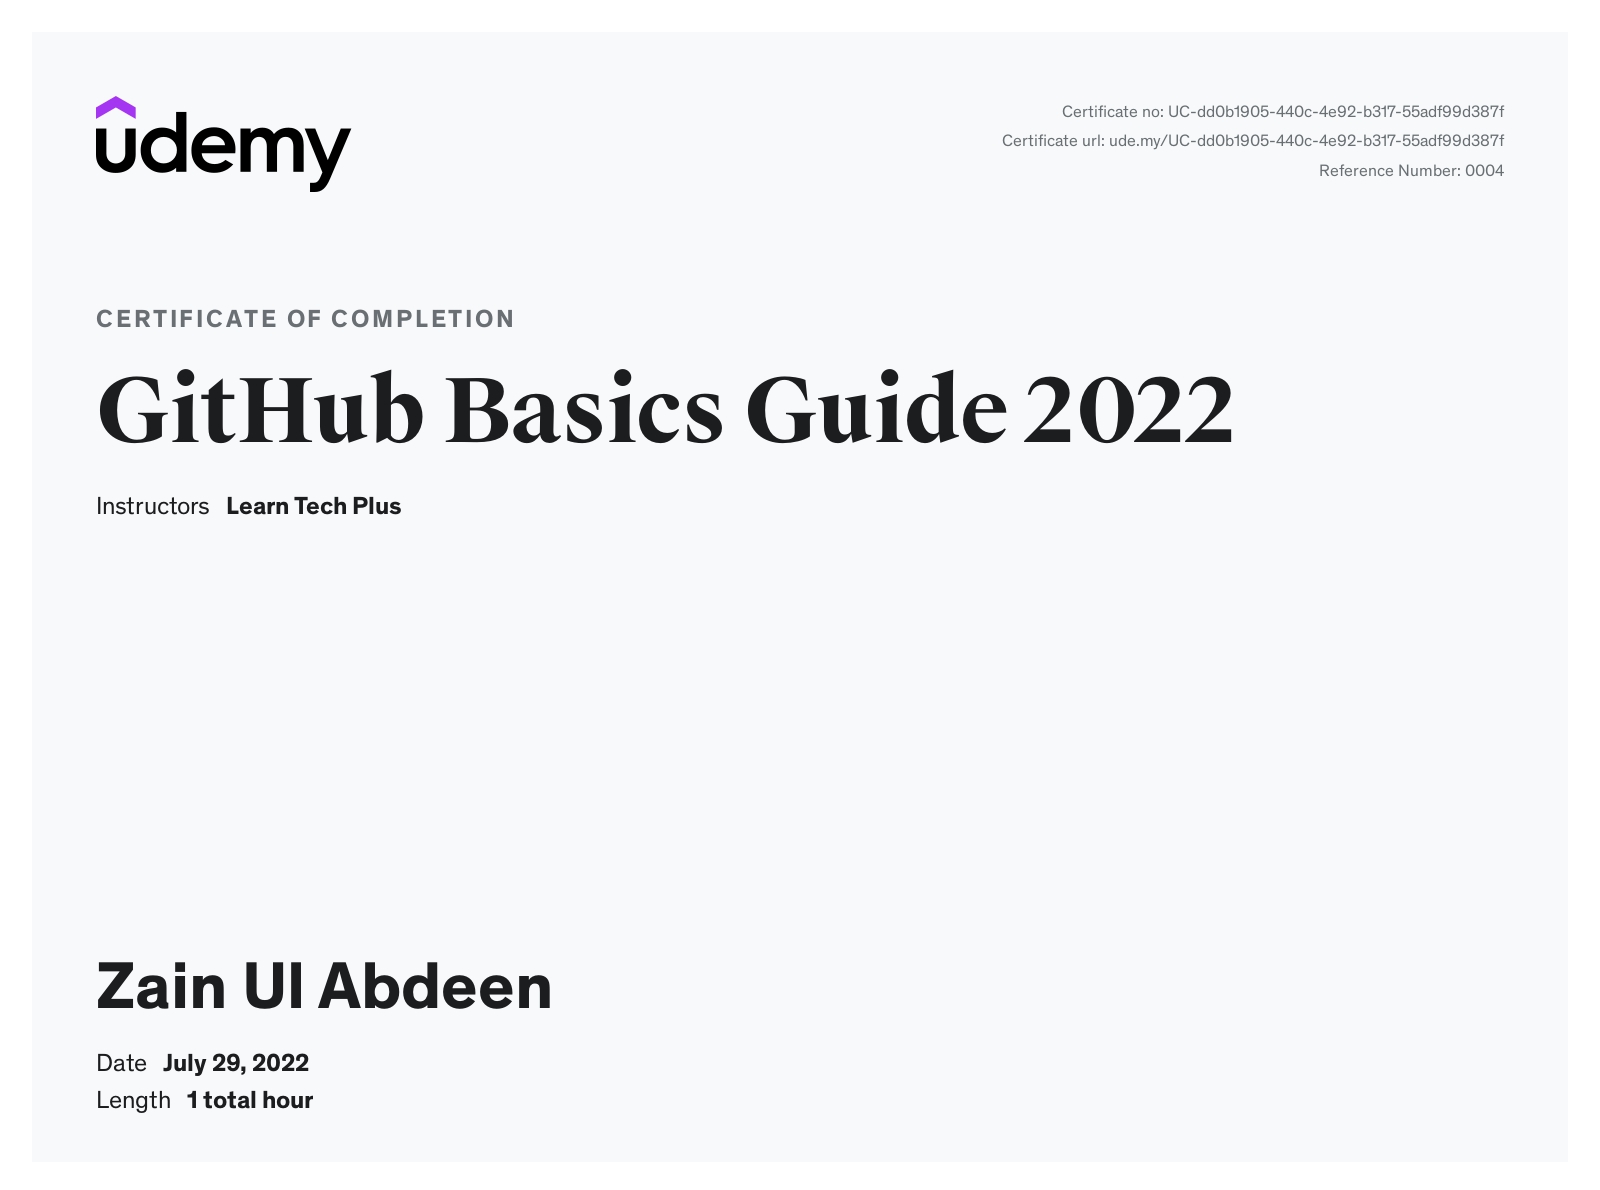 udemy
Certificate no: UC-dd0b1905-440c-4e92-b317-55adf99d387f
Certificate url: ude.my/UC-dd0b1905-440c-4e92-b317-55adf99d387f
Reference Number: 0004
CERTIFICATE OF COMPLETION
GitHub Basics Guide 2022
Instructors Learn Tech Plus
Zain Ul Abdeen
Date July 29, 2022
Length 1 total hour